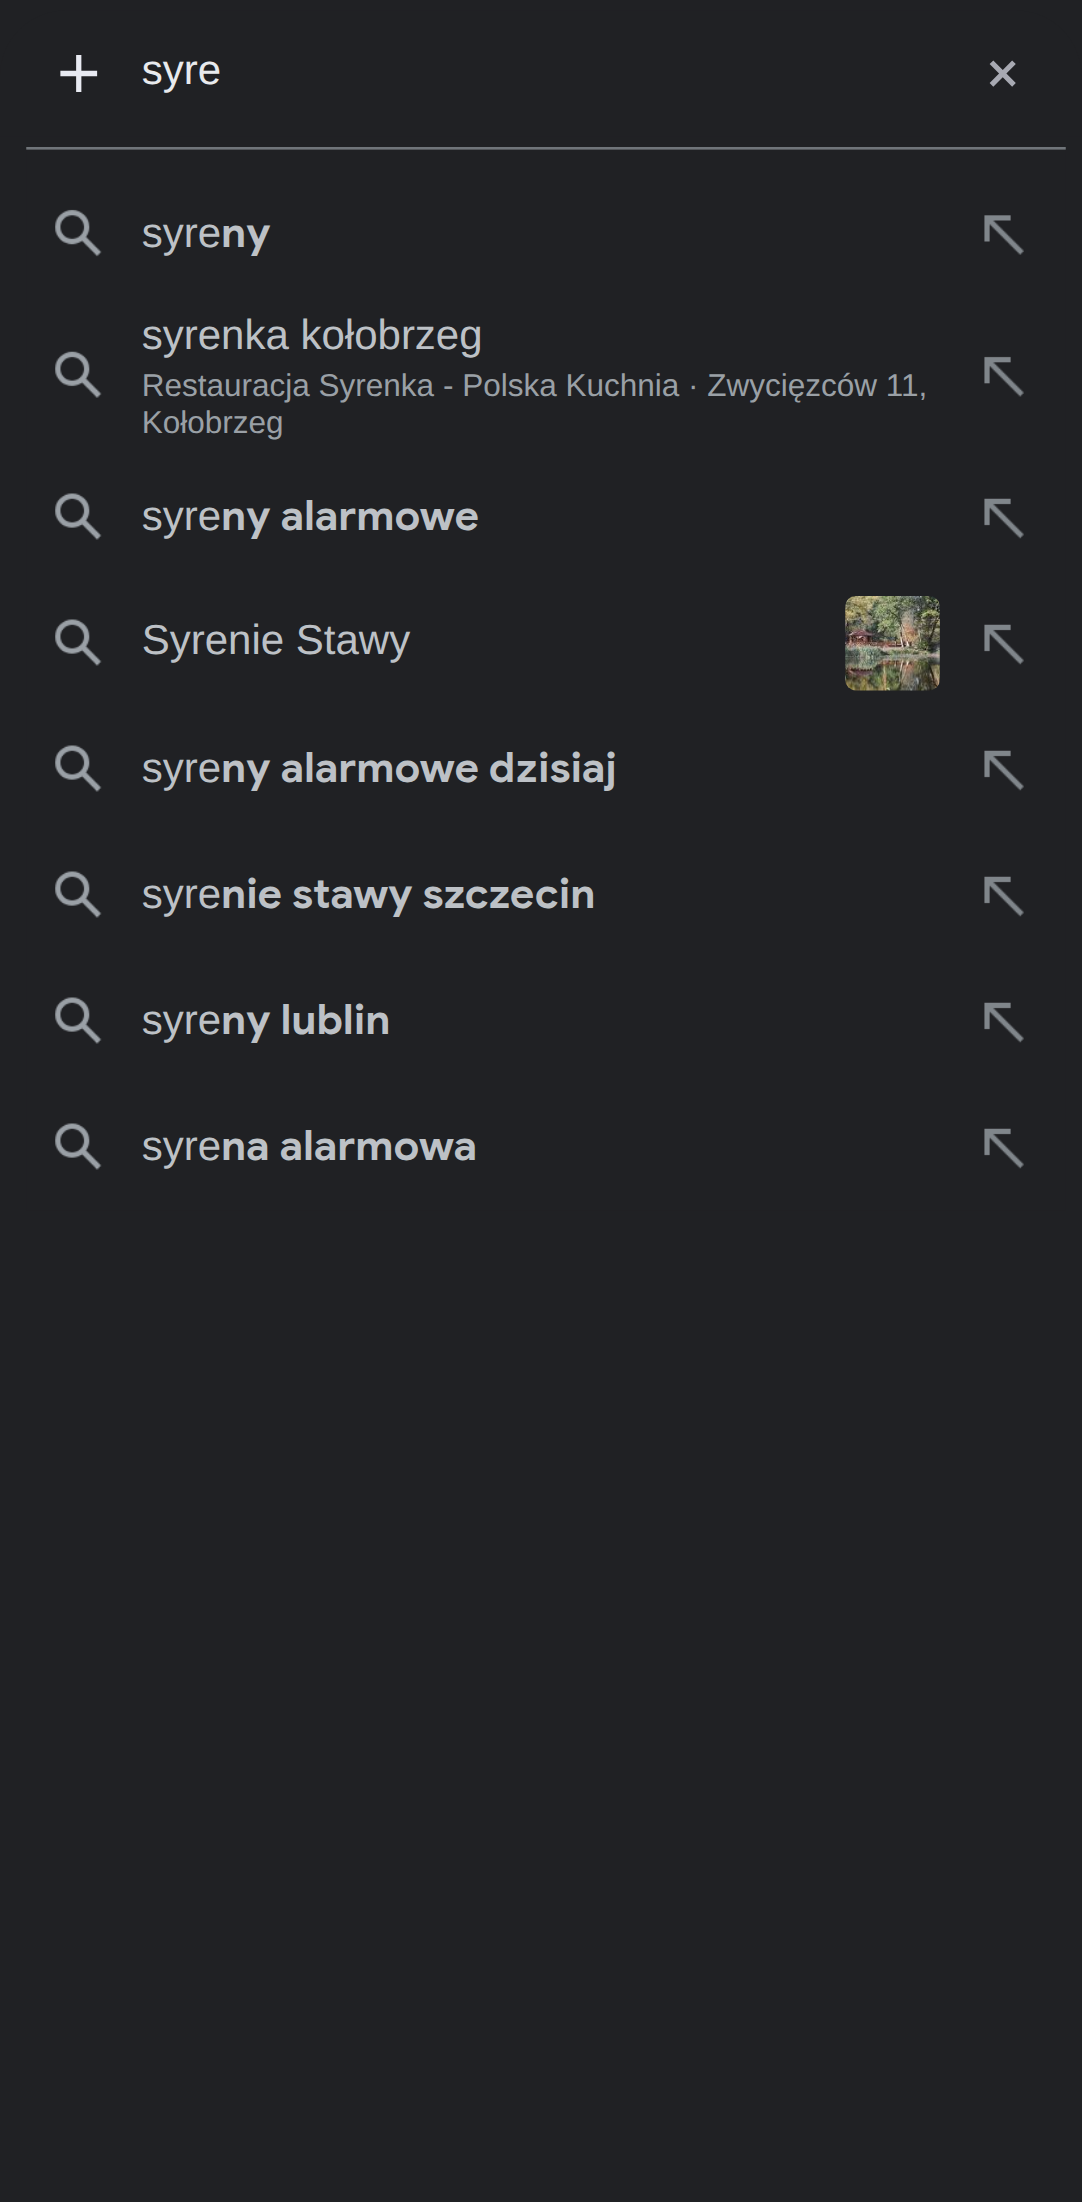 syre
syreny
syrenka kołobrzeg
Restauracja Syrenka - Polska Kuchnia · Zwycięzców 11,
Kołobrzeg
syreny alarmowe
Syrenie Stawy
syreny alarmowe dzisiaj
syrenie stawy szczecin
syreny lublin
syrena alarmowa